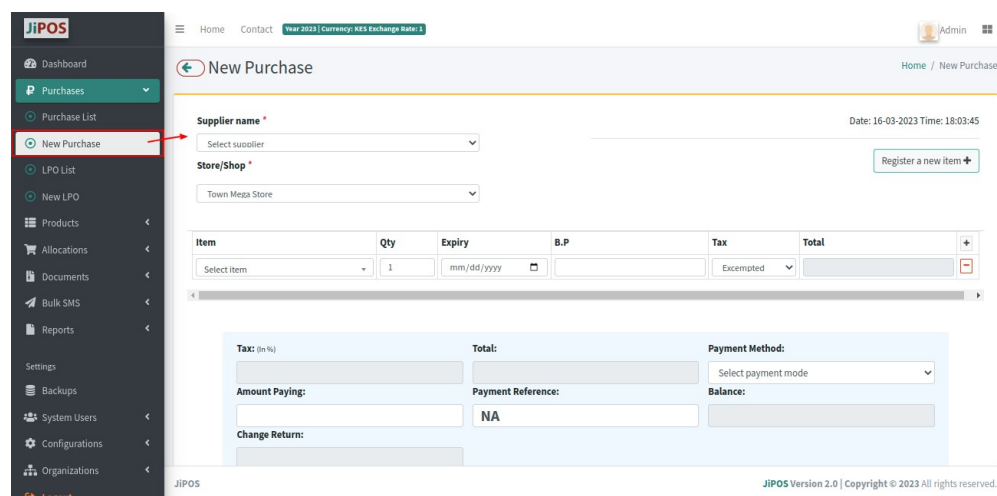 JiPOS
Home Contact Year 2023 | Currency: KES Exchange Rate: 1
Admin
Dashboard
Purchases
Purchase List
New Purchase
LPO List
New LPO
Products
Allocations
Documents
Bulk SMS
Reports
Settings
Backups
System Users
Configurations
Organizations
Logout
New Purchase
Home / New Purchase
Supplier name *
Date: 16-03-2023 Time: 18:03:45
Select supplier
Register a new item +
Store/Shop *
Town Mega Store
Item Qty Expiry B.P Tax Total +
Select item 1 mm/dd/yyyy Excempted -
Tax: (In %) Total: Payment Method:
Select payment mode
Amount Paying: Payment Reference: Balance:
NA
Change Return:
JiPOS
JiPOS Version 2.0 | Copyright © 2023 All rights reserved.